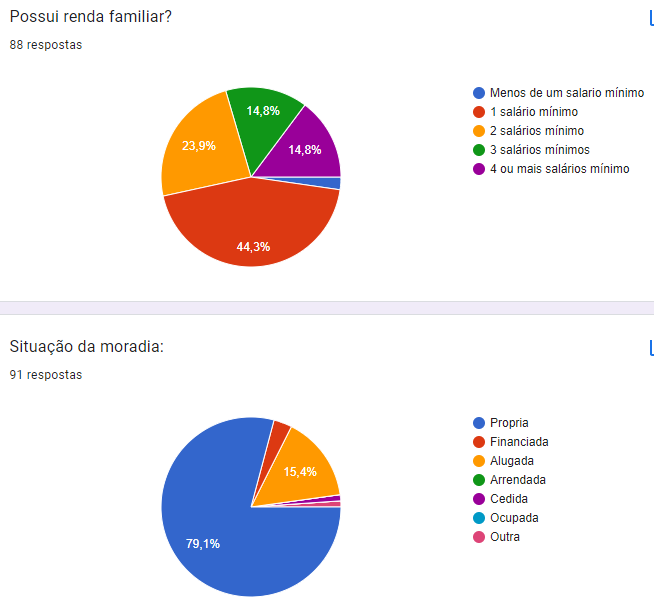 Possui renda familiar?
88 respostas
14,8%
23,9%
14,8%
44,3%
Menos de um salario mínimo
1 salário mínimo
2 salários mínimo
3 salários mínimos
4 ou mais salários mínimo
Situação da moradia:
91 respostas
15,4%
79,1%
Propria
Financiada
Alugada
Arrendada
Cedida
Ocupada
Outra